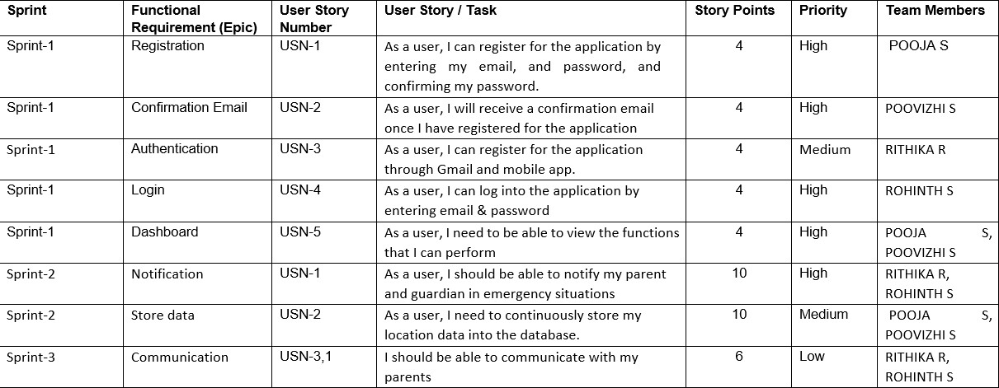 Sprint Functional Requirement (Epic) User Story Number User Story / Task Story Points Priority Team Members
Sprint-1 Registration USN-1 As a user, I can register for the application by 4 High POOJA S
entering my email, and password, and
confirming my password.
Sprint-1 Confirmation Email USN-2 As a user, I will receive a confirmation email 4 High POOVIZHI S
once I have registered for the application
Sprint-1 Authentication USN-3 As a user, I can register for the application 4 Medium RITHIKA R
through Gmail and mobile app.
Sprint-1 Login USN-4 As a user, I can log into the application by 4 High ROHINTH S
entering email & password
Sprint-1 Dashboard USN-5 As a user, I need to be able to view the functions 4 High POOJA S,
that I can perform POOVIZHI S
Sprint-2 Notification USN-1 As a user, I should be able to notify my parent 10 High RITHIKA R,
and guardian in emergency situations ROHINTH S
Sprint-2 Store data USN-2 As a user, I need to continuously store my 10 Medium POOJA S,
location data into the database. POOVIZHI S
Sprint-3 Communication USN-3,1 I should be able to communicate with my 6 Low RITHIKA R,
parents ROHINTH S